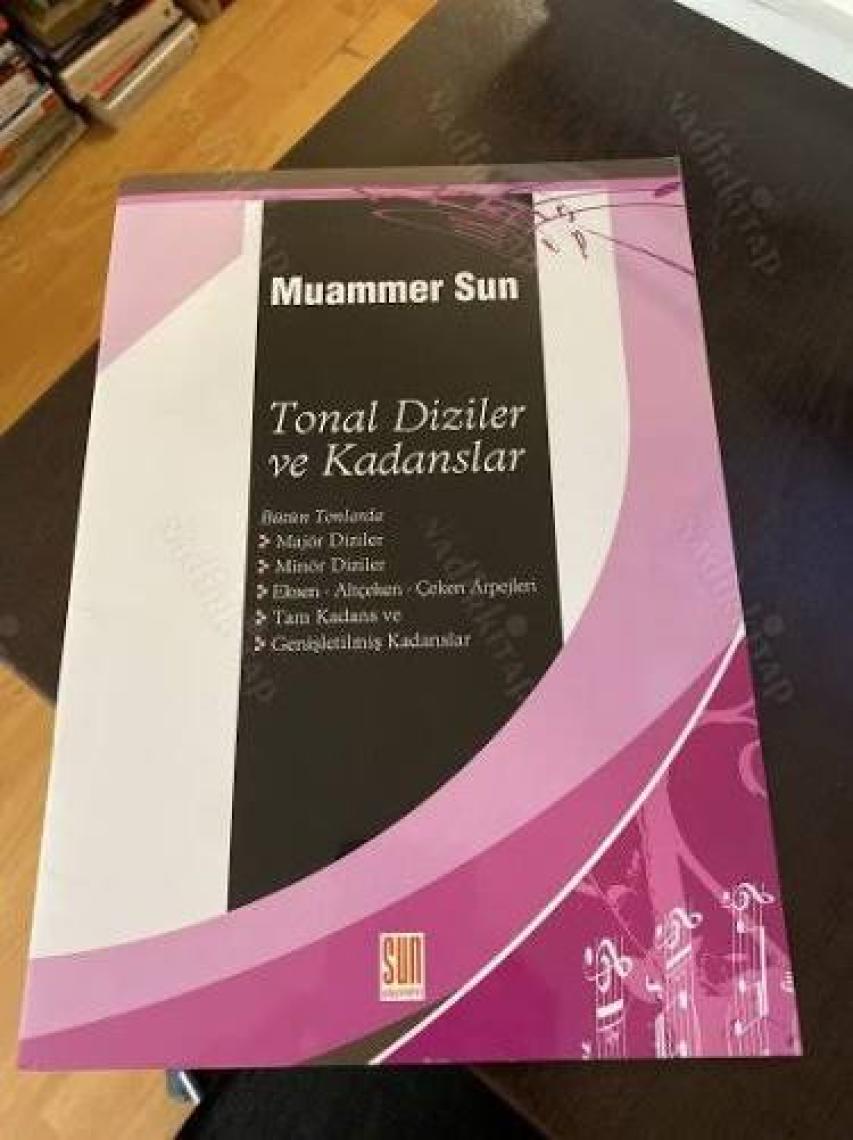 Muammer Sun
Tonal Diziler
ve Kadanslar
Bütün Tonlarda
Majör Diziler
Minör Diziler
Eksen - Altçeken - Çeken Arpejleri
Tam Kadans ve
Genişletilmiş Kadanslar
sun